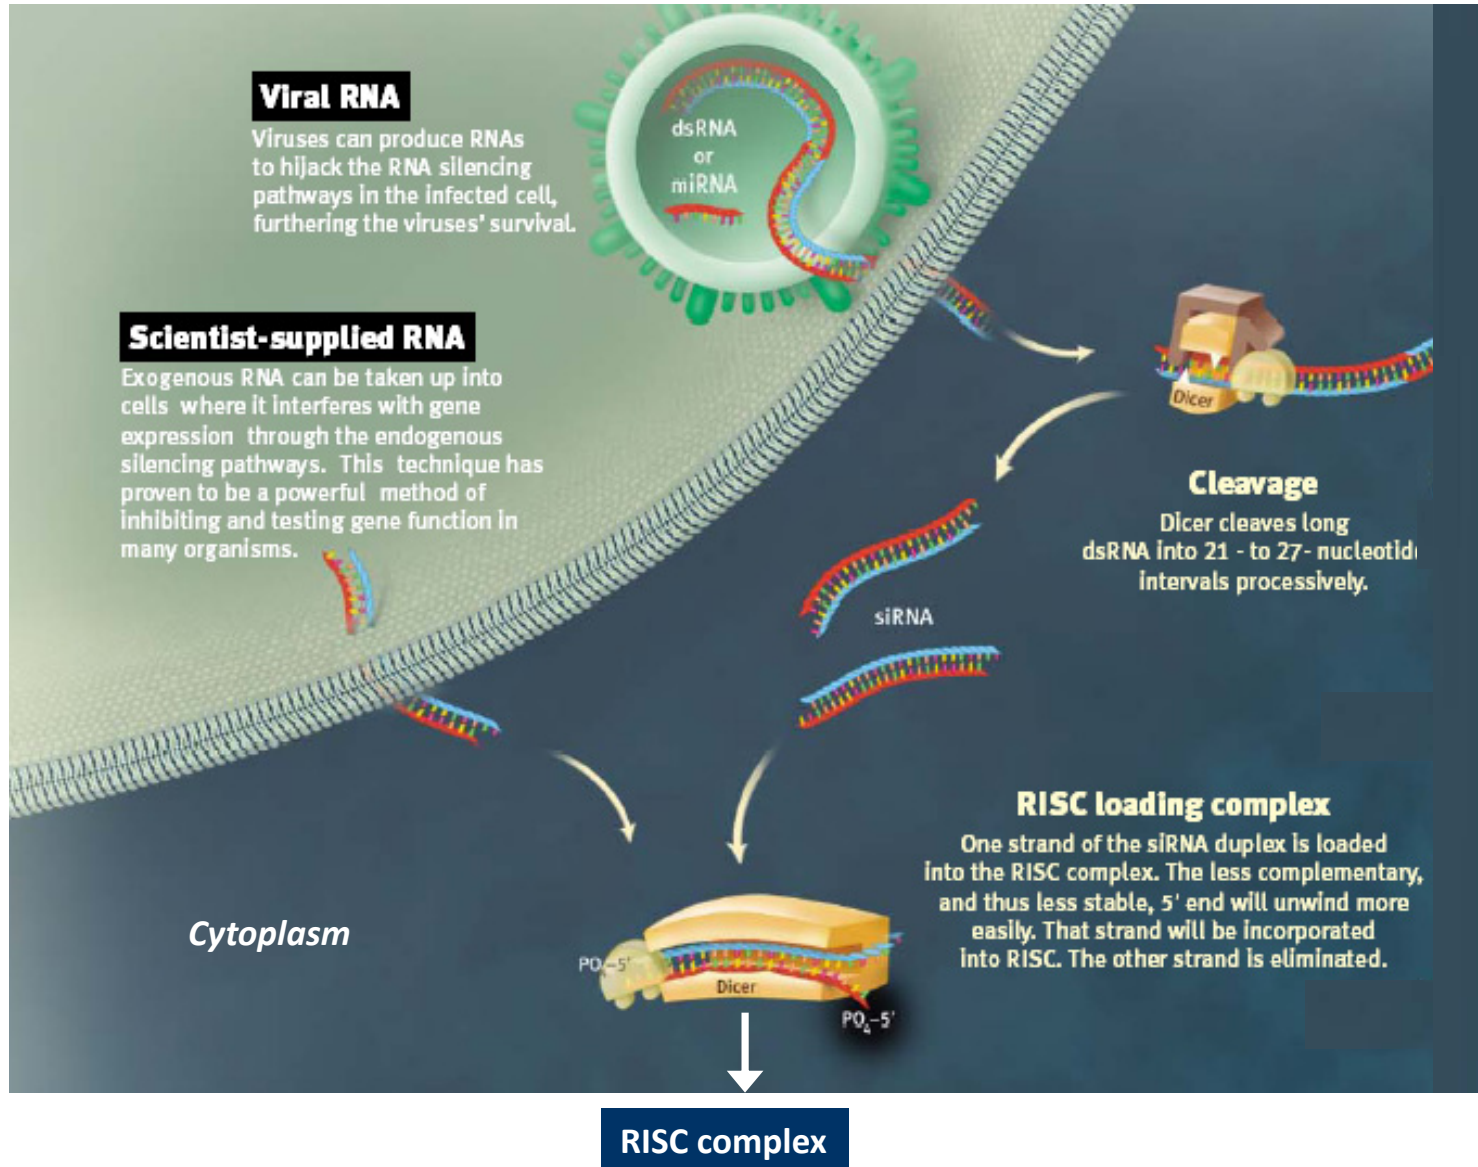 Viral RNA
Viruses can produce RNAs
to hijack the RNA silencing
pathways in the infected cell,
furthering the viruses' survival.
dsRNA
or
miRNA
Scientist-supplied RNA
Exogenous RNA can be taken up into
cells where it interferes with gene
expression through the endogenous
silencing pathways. This technique has
proven to be a powerful method of
inhibiting and testing gene function in
many organisms.
Dicer
Cleavage
Dicer cleaves long
dsRNA into 21 - to 27- nucleotid
intervals processively.
siRNA
RISC loading complex
One strand of the siRNA duplex is loaded
into the RISC complex. The less complementary,
and thus less stable, 5' end will unwind more
easily. That strand will be incorporated
into RISC. The other strand is eliminated.
Cytoplasm
PO₄–5'
Dicer
PO₄–5'
RISC complex